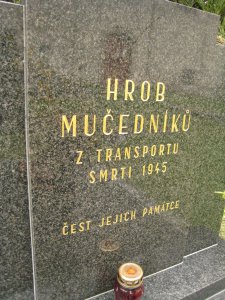 HROB
MUČEDNÍKŮ
Z TRANSPORTU
SMRTI 1945
ČEST JEJICH PAMÁTCE